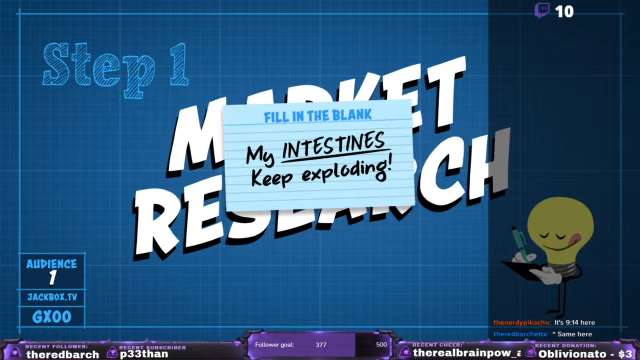 10
Step 1
MARKET
RESEARCH
FILL IN THE BLANK
My INTESTINES
Keep exploding!
AUDIENCE
1
JACKBOX.TV
GXOO
thenerdypikachu It's 9:14 here
theredbarchetta ^ Same here
RECENT FOLLOWER:
theredbarch
RECENT SUBSCRIBER
p33than
Follower goal: 377 500
RECENT CHEER:
therealbrainpow_
RECENT DONATION:
Oblivionato - $3